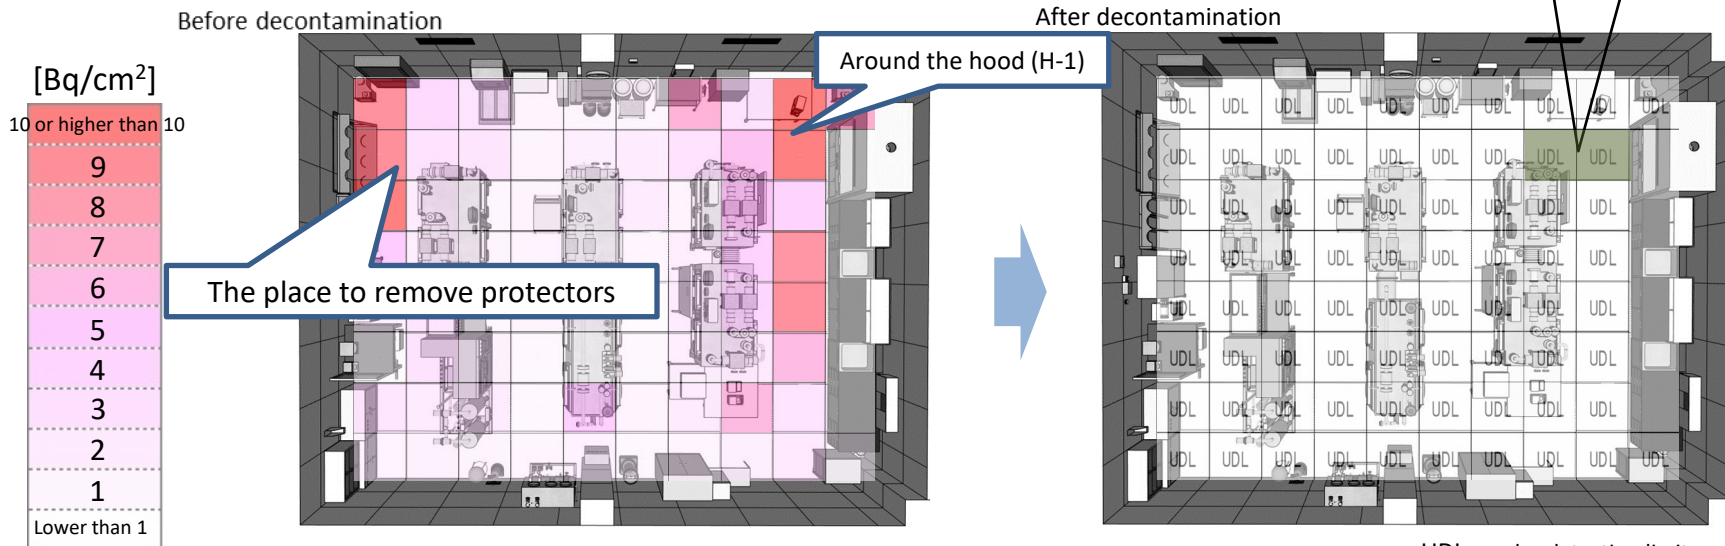 Before decontamination
After decontamination
Around the hood (H-1)
[Bq/cm²]
10 or higher than 10
9
8
7
6
5
4
3
2
1
Lower than 1
The place to remove protectors
UDL UDL UDL UDL UDL UDL UDL UDL UDL UDL
UDL UDL UDL UDL UDL UDL UDL UDL UDL
UDL UDL UDL UDL UDL UDL UDL UDL UDL
UDL UDL UDL UDL UDL UDL UDL UDL UDL
UDL UDL UDL UDL UDL UDL UDL UDL UDL
UDL UDL UDL UDL UDL UDL UDL UDL UDL
UDL UDL UDL UDL UDL UDL UDL UDL UDL
UDL UDL UDL UDL UDL UDL UDL UDL UDL UDL